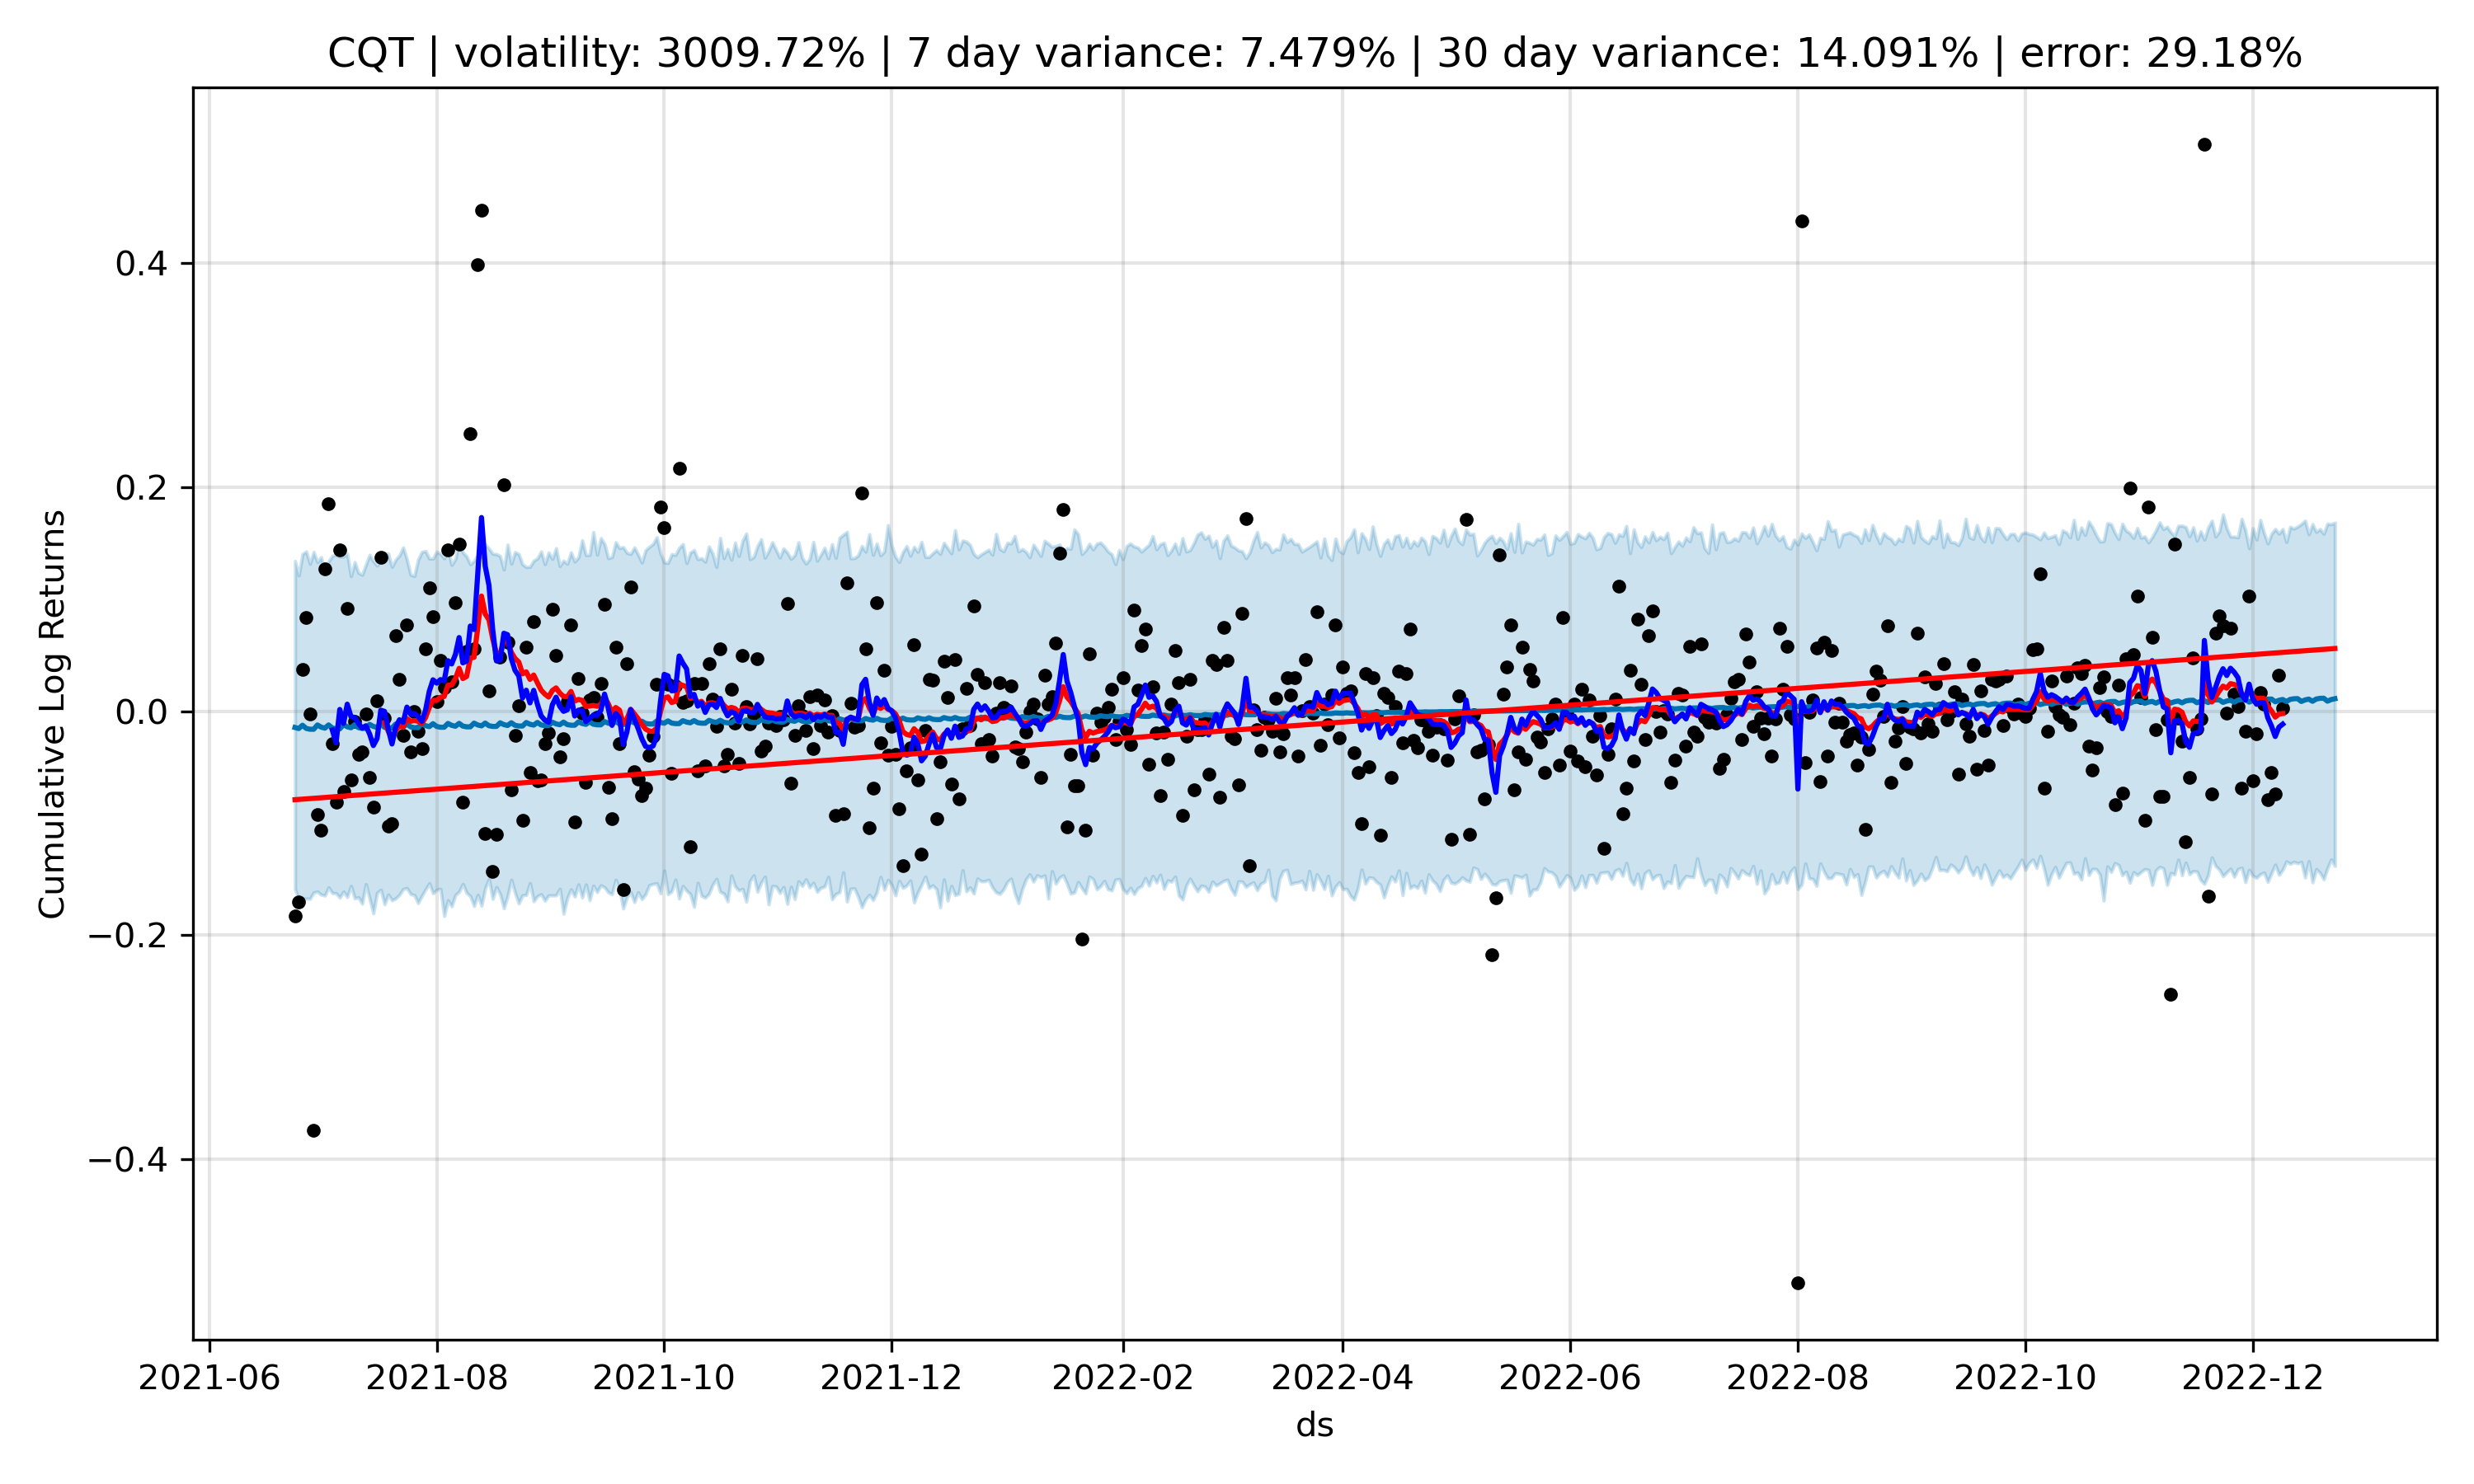 CQT | volatility: 3009.72% | 7 day variance: 7.479% | 30 day variance: 14.091% | error: 29.18%
0.4
0.2
0.0
−0.2
−0.4
Cumulative Log Returns
2021-06 2021-08 2021-10 2021-12 2022-02 2022-04 2022-06 2022-08 2022-10 2022-12
ds